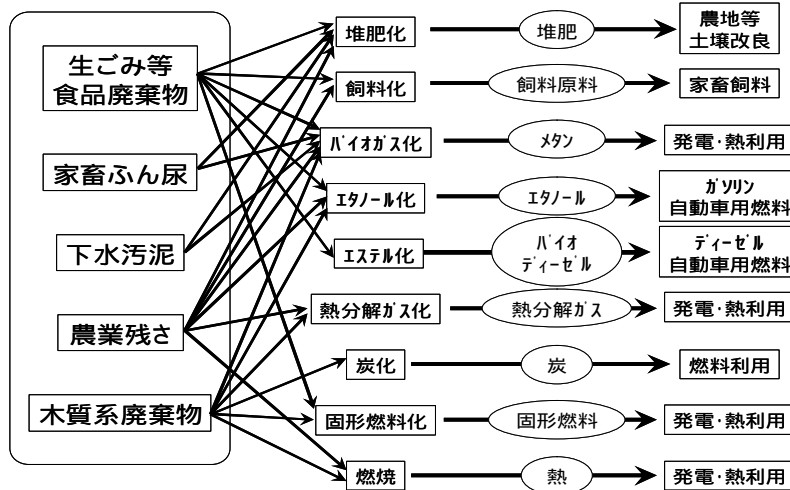 生ごみ等
食品廃棄物
家畜ふん尿
下水汚泥
農業残さ
木質系廃棄物
堆肥化
堆肥
農地等
土壌改良
飼料化
飼料原料
家畜飼料
ﾊﾞｲｵｶﾞｽ化
ﾒﾀﾝ
発電･熱利用
ｴﾀﾉｰﾙ化
ｴﾀﾉｰﾙ
ｶﾞｿﾘﾝ
自動車用燃料
ｴｽﾃﾙ化
ﾊﾞｲｵ
ﾃﾞｨｰｾﾞﾙ
ﾃﾞｨｰｾﾞﾙ
自動車用燃料
熱分解ｶﾞｽ化
熱分解ｶﾞｽ
発電･熱利用
炭化
炭
燃料利用
固形燃料化
固形燃料
発電･熱利用
燃焼
熱
発電･熱利用